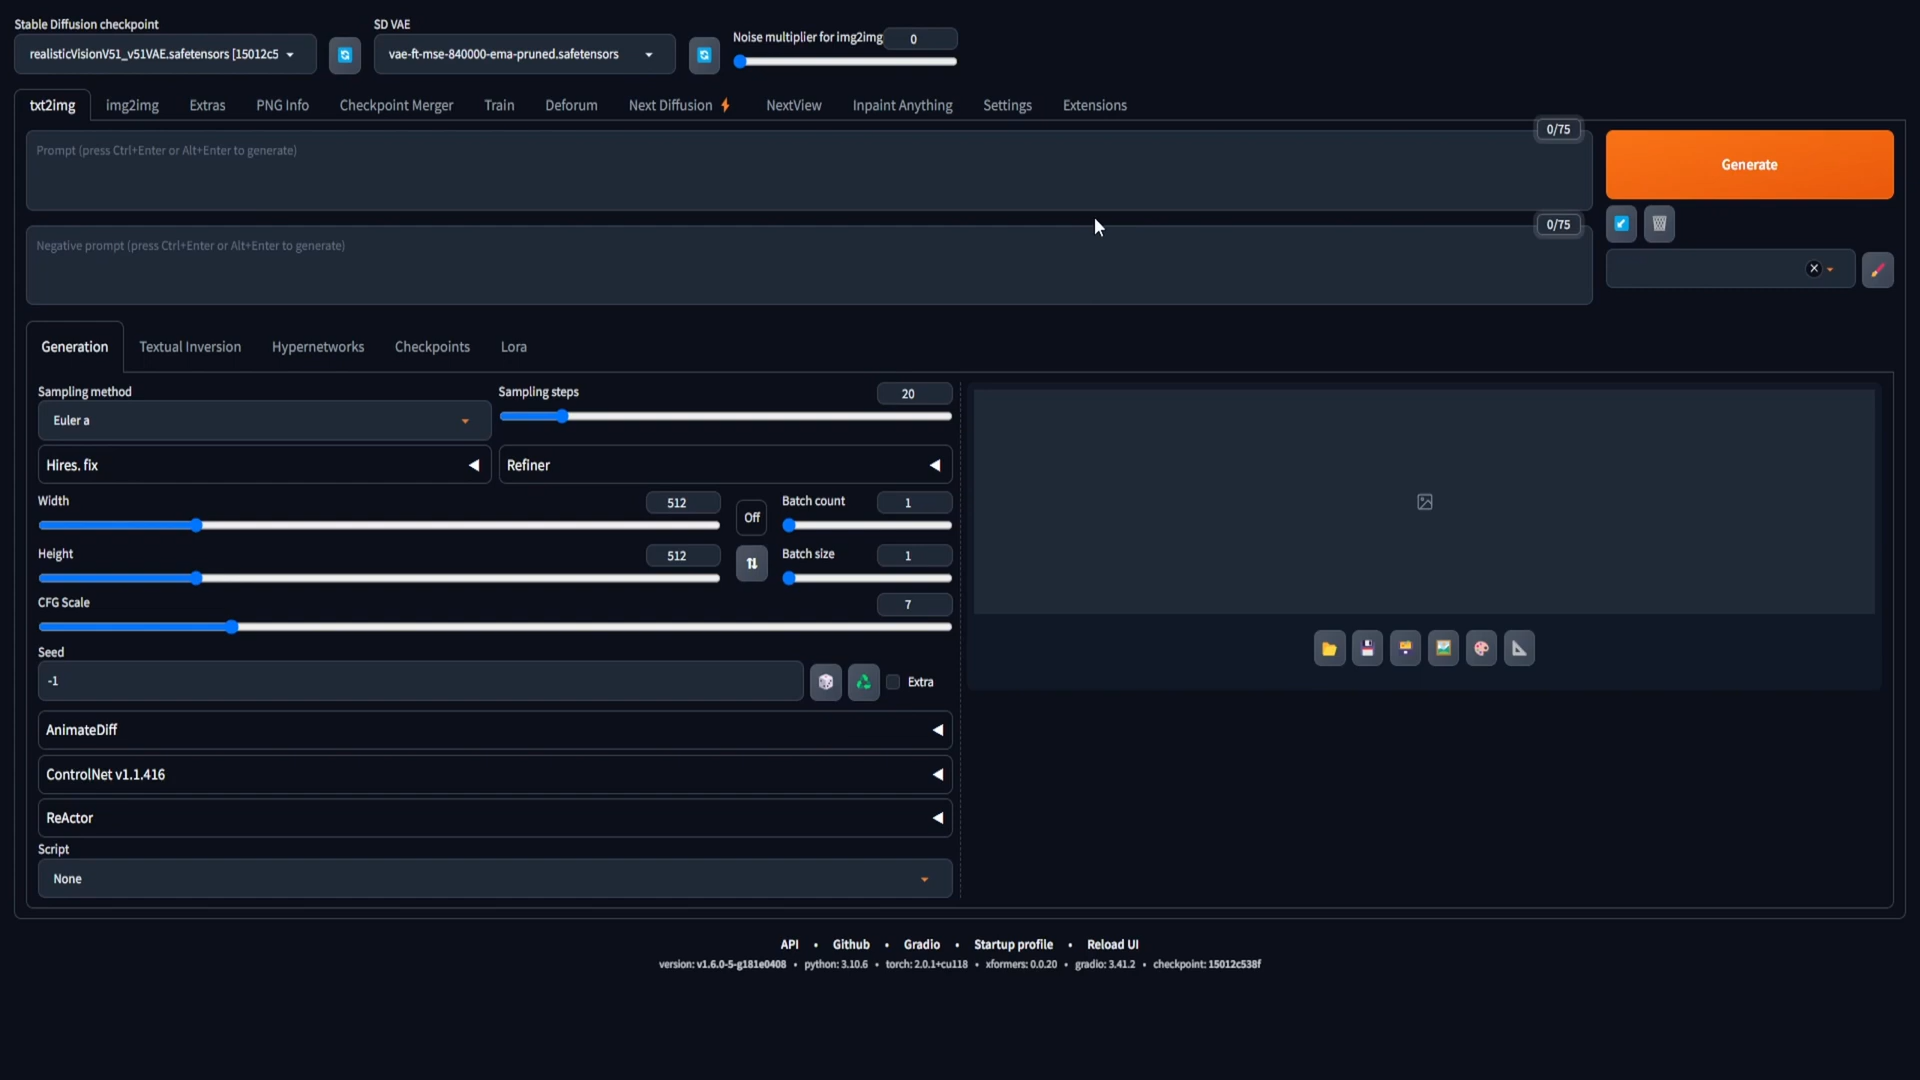 Stable Diffusion checkpoint
realisticVisionV51_v51VAE.safetensors [15012c5
SD VAE
vae-ft-mse-840000-ema-pruned.safetensors
Noise multiplier for img2img
0
txt2img
img2img
Extras
PNG Info
Checkpoint Merger
Train
Deforum
Next Diffusion
NextView
Inpaint Anything
Settings
Extensions
0/75
Prompt (press Ctrl+Enter or Alt+Enter to generate)
Generate
0/75
Negative prompt (press Ctrl+Enter or Alt+Enter to generate)
Generation
Textual Inversion
Hypernetworks
Checkpoints
Lora
Sampling method
Euler a
Sampling steps
20
Hires. fix
Refiner
Width
512
Off
Batch count
1
Height
512
Batch size
1
CFG Scale
7
Seed
-1
Extra
AnimateDiff
ControlNet v1.1.416
ReActor
Script
None
API • Github • Gradio • Startup profile • Reload UI
version: v1.6.0-5-g181e0408 • python: 3.10.6 • torch: 2.0.1+cu118 • xformers: 0.0.20 • gradio: 3.41.2 • checkpoint: 15012c538f